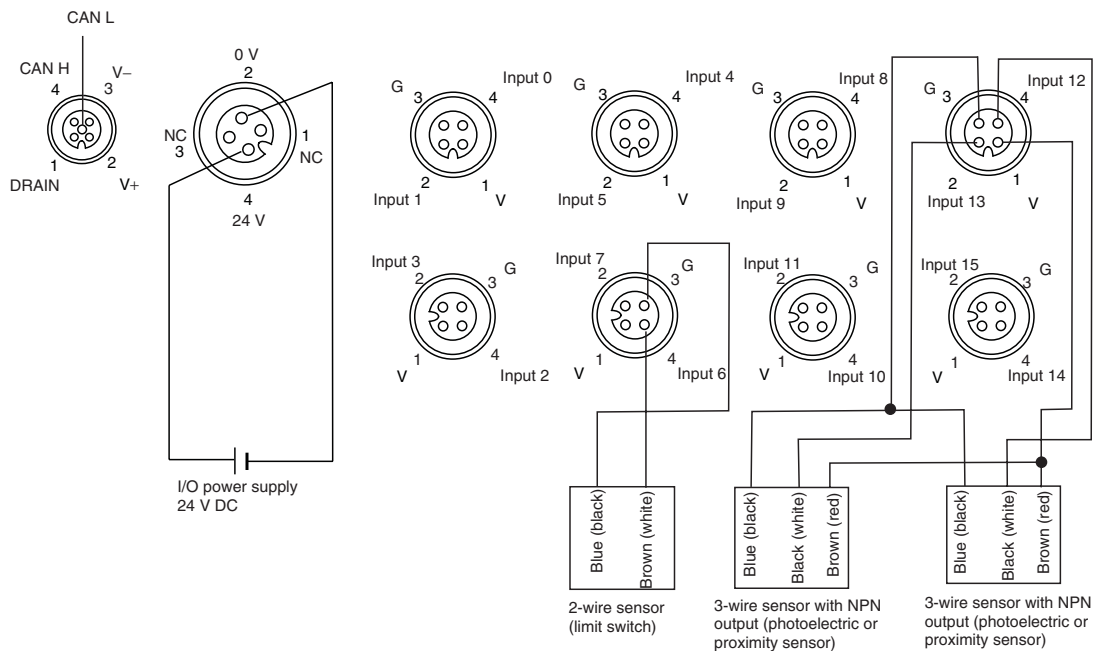 CAN L
CAN H
V−
4
3
1
2
DRAIN
V+
0 V
2
NC
3
1
NC
4
24 V
I/O power supply
24 V DC
G
Input 0
3
4
2
1
Input 1
V
G
Input 4
3
4
2
1
Input 5
V
G
Input 8
3
4
2
1
Input 9
V
G
Input 12
3
4
2
1
Input 13
V
Input 3
G
2
3
1
4
V
Input 2
Input 7
G
2
3
1
4
V
Input 6
Input 11
G
2
3
1
4
V
Input 10
Input 15
G
2
3
1
4
V
Input 14
Blue (black)
Brown (white)
2-wire sensor
(limit switch)
Blue (black)
Black (white)
Brown (red)
3-wire sensor with NPN
output (photoelectric or
proximity sensor)
Blue (black)
Black (white)
Brown (red)
3-wire sensor with NPN
output (photoelectric or
proximity sensor)